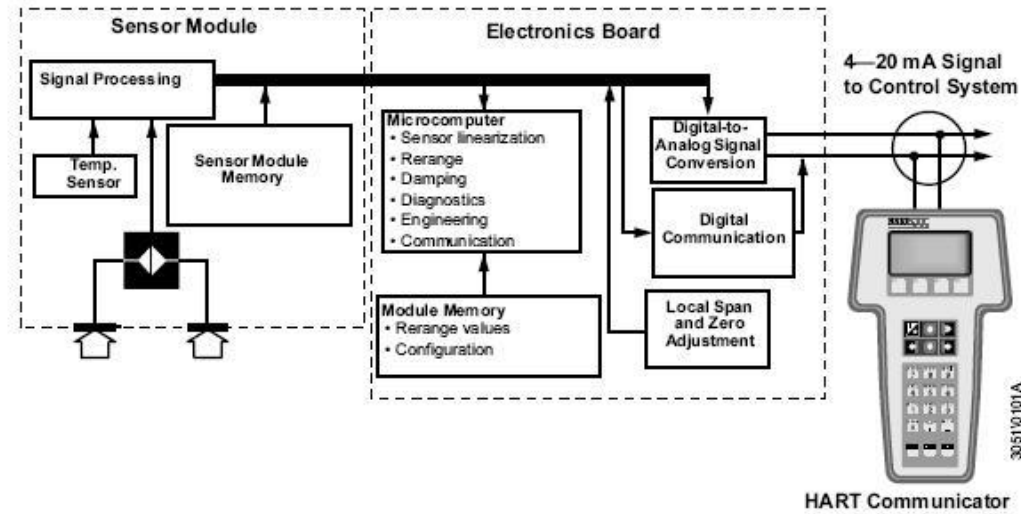 Sensor Module
Electronics Board
Signal Processing
Temp.
Sensor
Sensor Module
Memory
Microcomputer
• Sensor linearization
• Rerange
• Damping
• Diagnostics
• Engineering
• Communication
Module Memory
• Rerange values
• Configuration
Digital-to-
Analog Signal
Conversion
Digital
Communication
Local Span
and Zero
Adjustment
4—20 mA Signal
to Control System
HART Communicator
3051\0101A